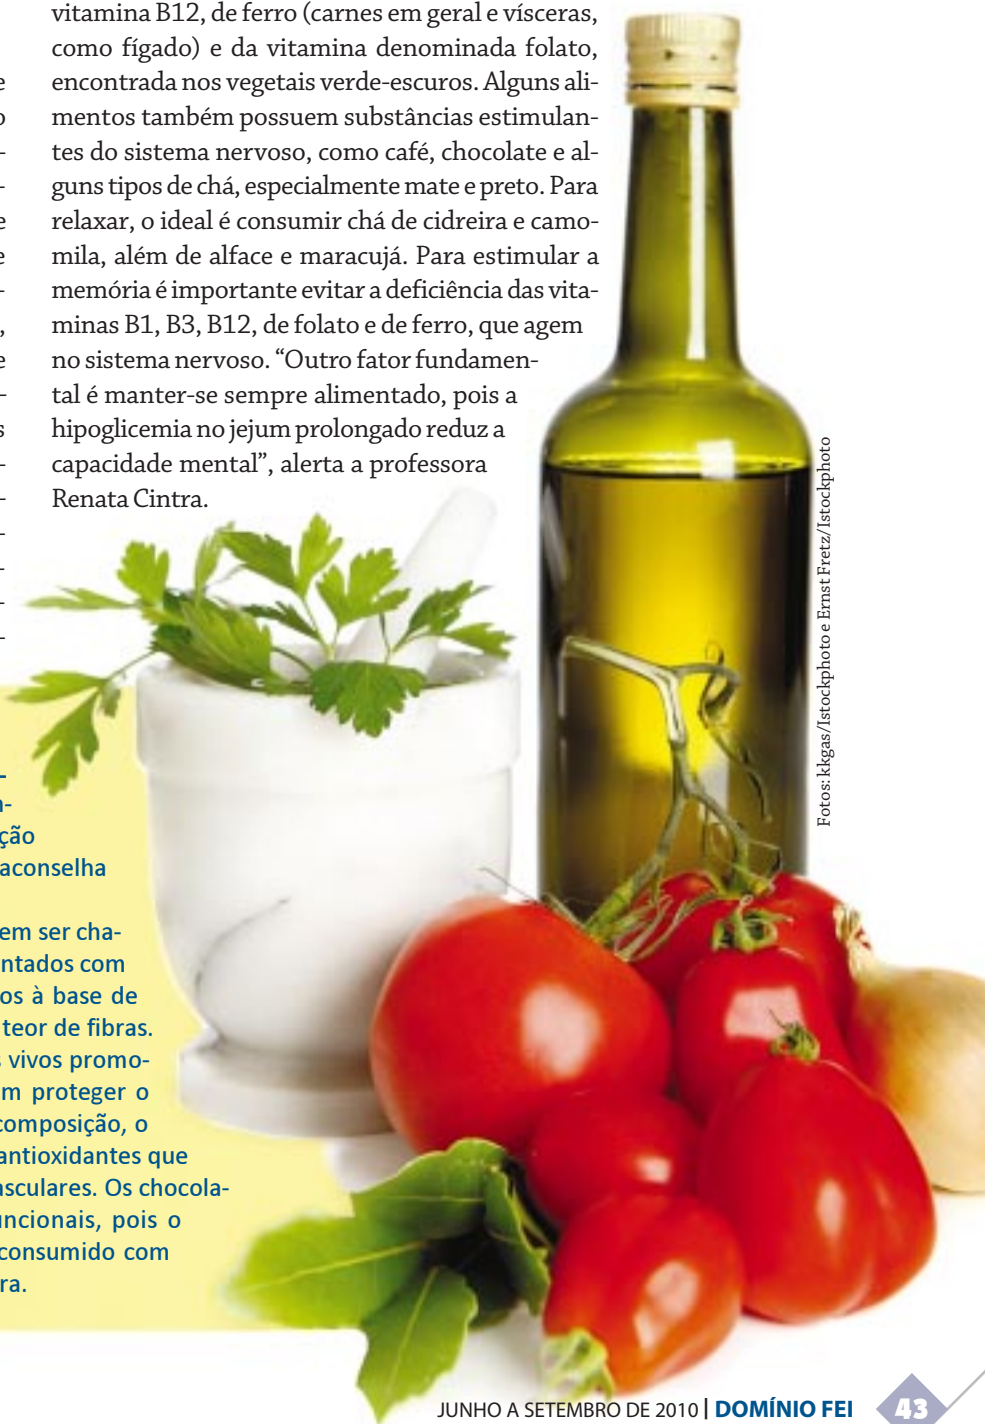 vitamina B12, de ferro (carnes em geral e vísceras,
como fígado) e da vitamina denominada folato,
encontrada nos vegetais verde-escuros. Alguns ali-
mentos também possuem substâncias estimulan-
tes do sistema nervoso, como café, chocolate e al-
guns tipos de chá, especialmente mate e preto. Para
relaxar, o ideal é consumir chá de cidreira e camo-
mila, além de alface e maracujá. Para estimular a
memória é importante evitar a deficiência das vita-
minas B1, B3, B12, de folato e de ferro, que agem
no sistema nervoso. “Outro fator fundamen-
tal é manter-se sempre alimentado, pois a
hipoglicemia no jejum prolongado reduz a
capacidade mental”, alerta a professora
Renata Cintra.
Fotos: kkgas/Istockphoto e Ernst Fretz/Istockphoto
ção
aconselha
em ser cha-
ntados com
os à base de
teor de fibras.
s vivos promo-
m proteger o
composição, o
antioxidantes que
asculares. Os chocola-
uncionais, pois o
consumido com
ra.
JUNHO A SETEMBRO DE 2010 | DOMÍNIO FEI 43